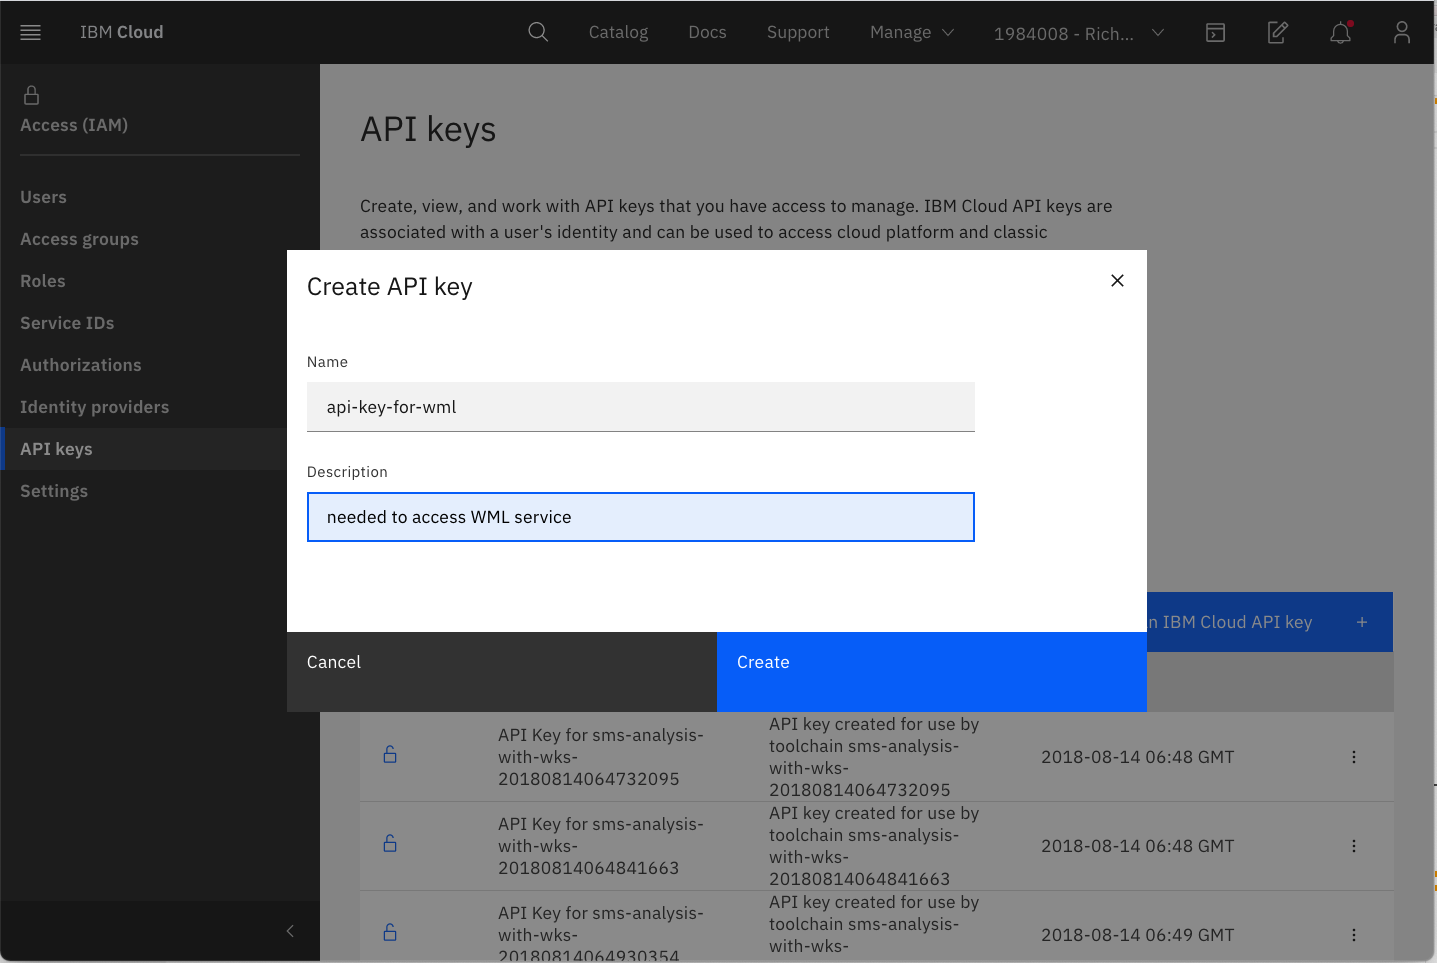 IBM Cloud
Catalog
Docs
Support
Manage
1984008 - Rich...
Access (IAM)
Users
Access groups
Roles
Service IDs
Authorizations
Identity providers
API keys
Settings
API keys
Create, view, and work with API keys that you have access to manage. IBM Cloud API keys are
associated with a user's identity and can be used to access cloud platform and classic
Create API key
Name
api-key-for-wml
Description
needed to access WML service
Cancel
Create
n IBM Cloud API key +
API Key for sms-analysis-
with-wks-
20180814064732095
API key created for use by
toolchain sms-analysis-
with-wks-
20180814064732095
2018-08-14 06:48 GMT
API Key for sms-analysis-
with-wks-
20180814064841663
API key created for use by
toolchain sms-analysis-
with-wks-
20180814064841663
2018-08-14 06:48 GMT
API Key for sms-analysis-
with-wks-
20180814064930354
API key created for use by
toolchain sms-analysis-
with-wks-
2018-08-14 06:49 GMT